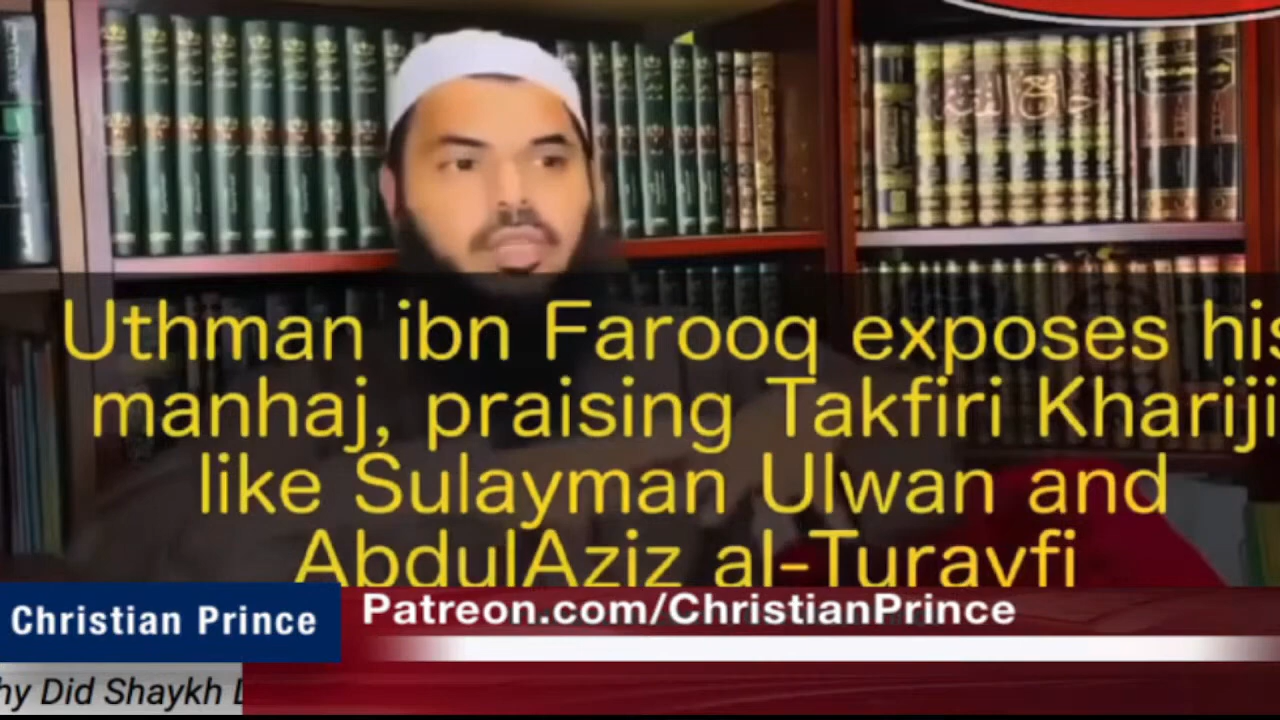 Uthman ibn Farooq exposes his
manhaj, praising Takfiri Khariji
like Sulayman Ulwan and
AbdulAziz al-Turayfi
Christian Prince
Patreon.com/ChristianPrince
hy Did Shaykh D